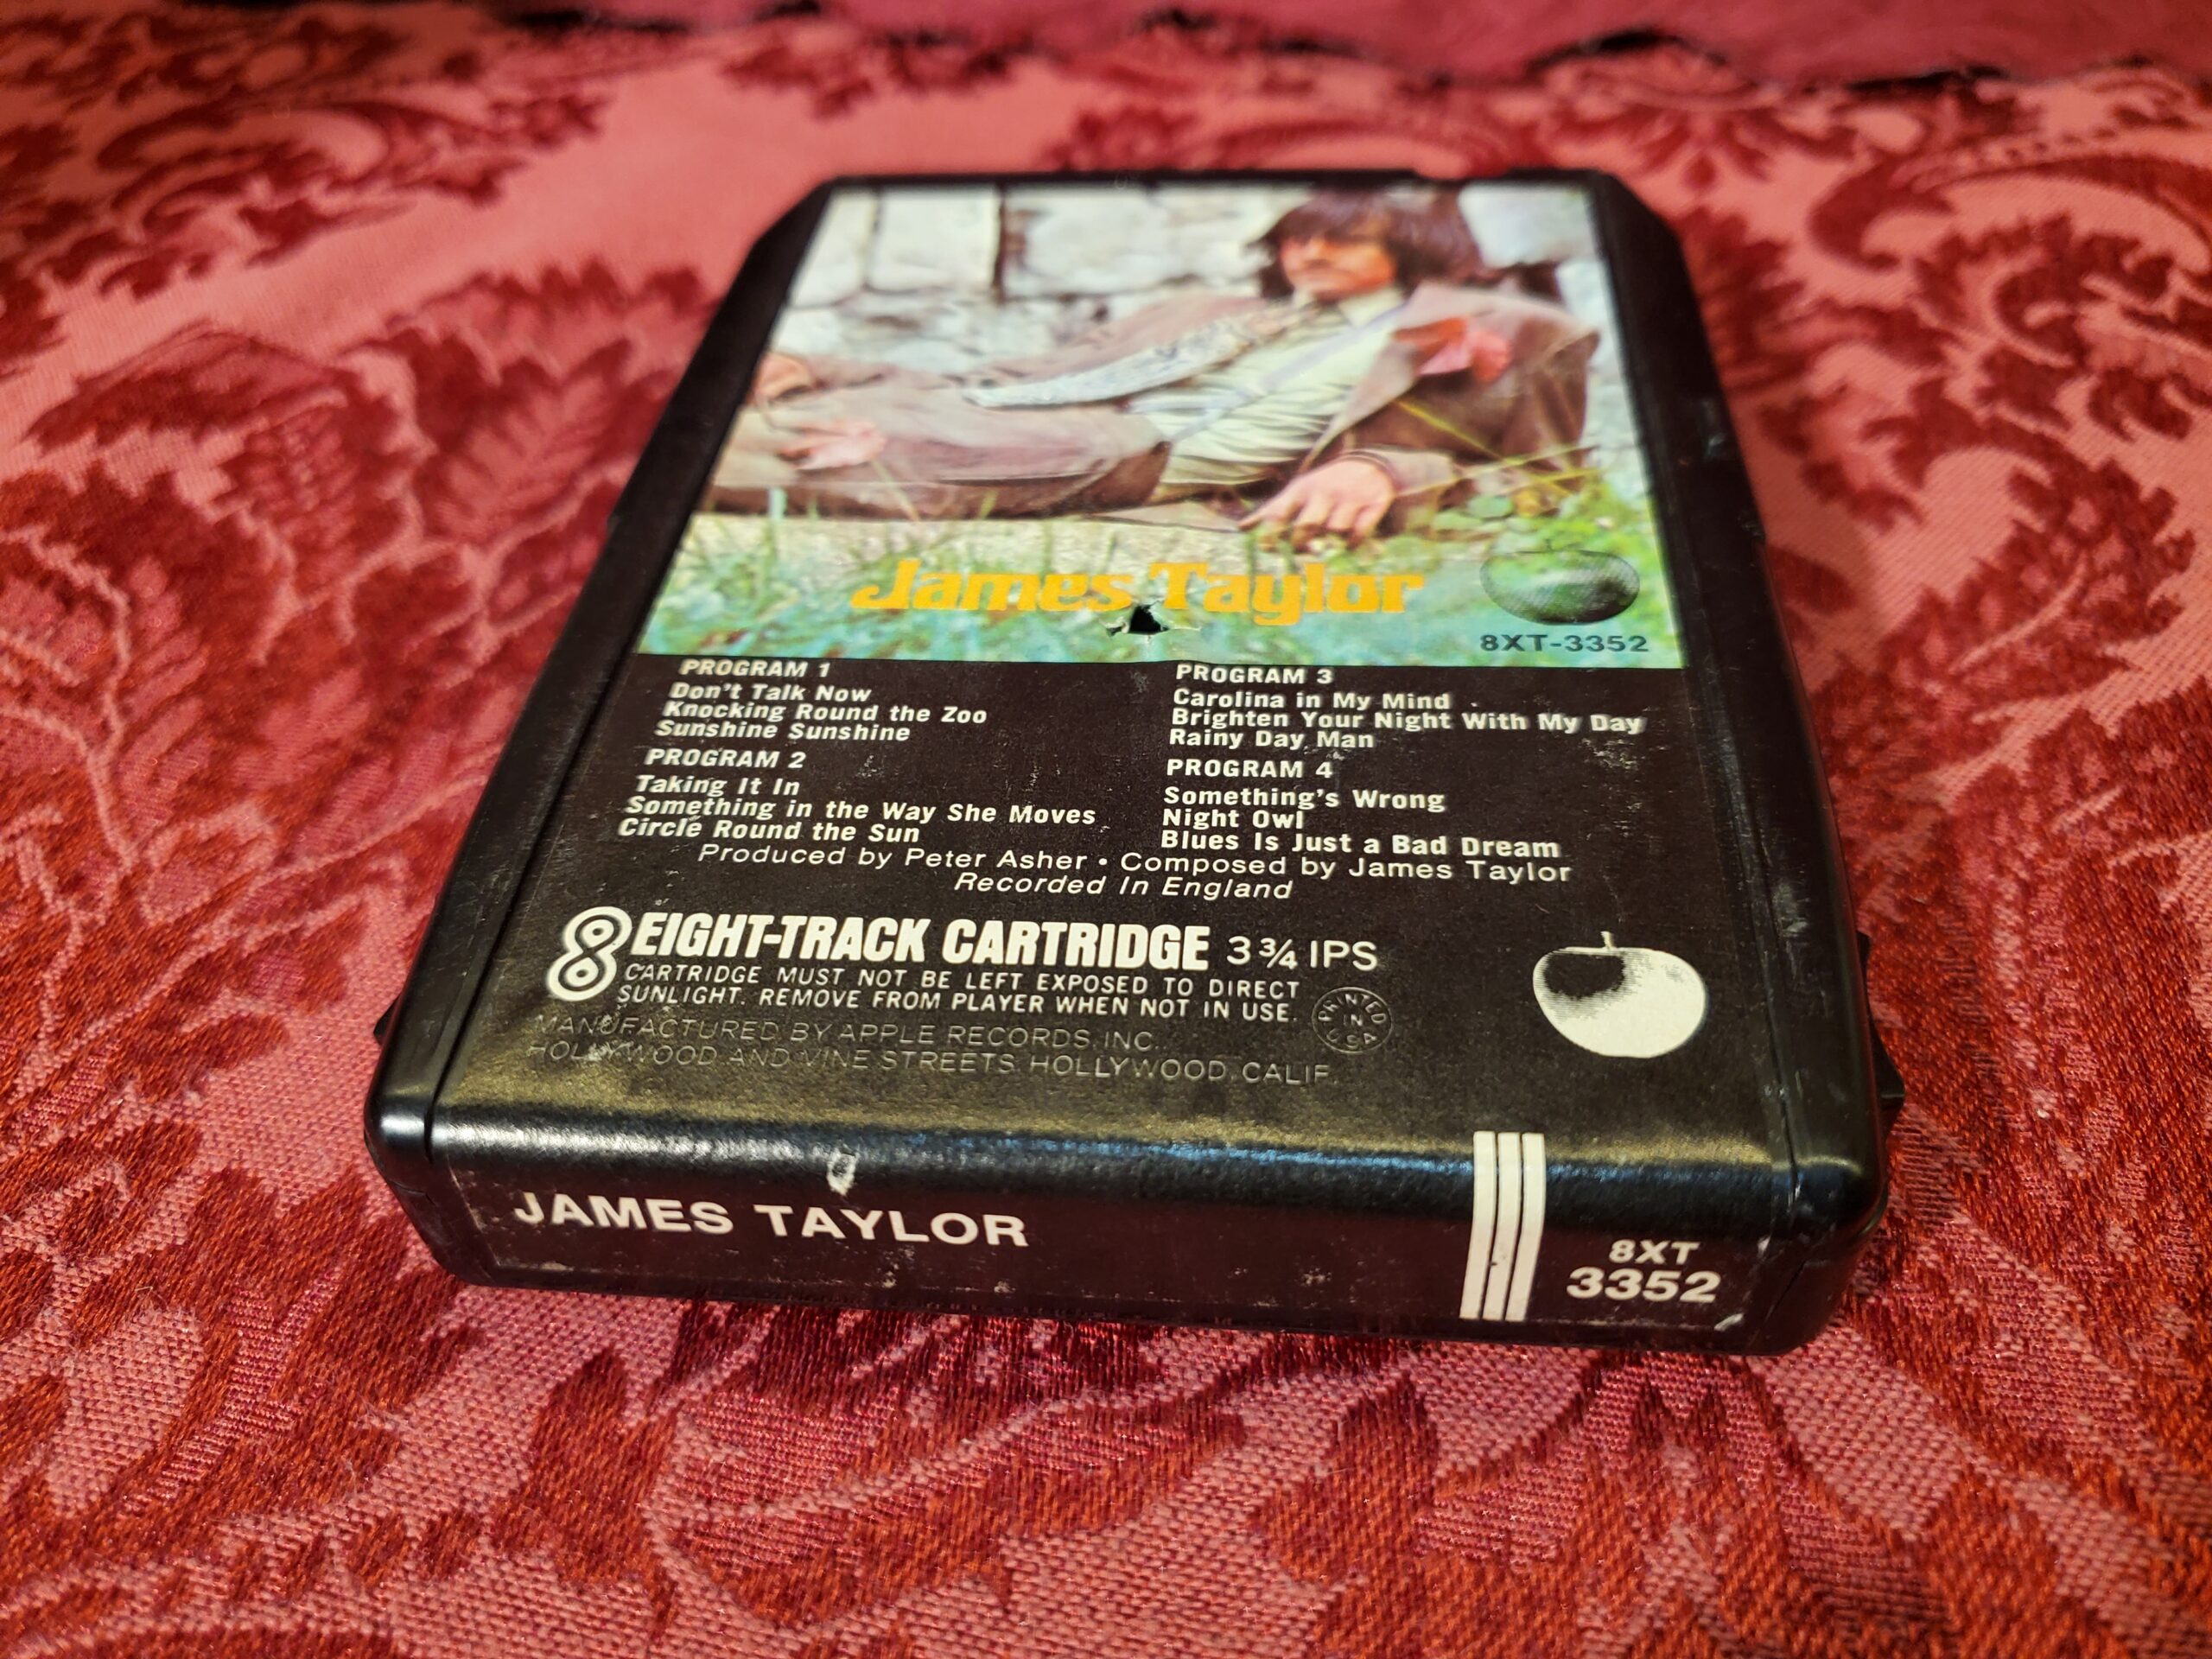 James Taylor
8XT-3352
PROGRAM 1
Don't Talk Now
Knocking Round the Zoo
Sunshine Sunshine
PROGRAM 2
Taking It In
Something in the Way She Moves
Circle Round the Sun
PROGRAM 3
Carolina in My Mind
Brighten Your Night With My Day
Rainy Day Man
PROGRAM 4
Something's Wrong
Night Owl
Blues Is Just a Bad Dream
Produced by Peter Asher • Composed by James Taylor
Recorded In England
8 EIGHT-TRACK CARTRIDGE 3 ¾ IPS
CARTRIDGE MUST NOT BE LEFT EXPOSED TO DIRECT
SUNLIGHT. REMOVE FROM PLAYER WHEN NOT IN USE.
PRINTED
IN
USA
MANUFACTURED BY APPLE RECORDS, INC.
HOLLYWOOD AND VINE STREETS, HOLLYWOOD, CALIF.
JAMES TAYLOR
8XT
3352